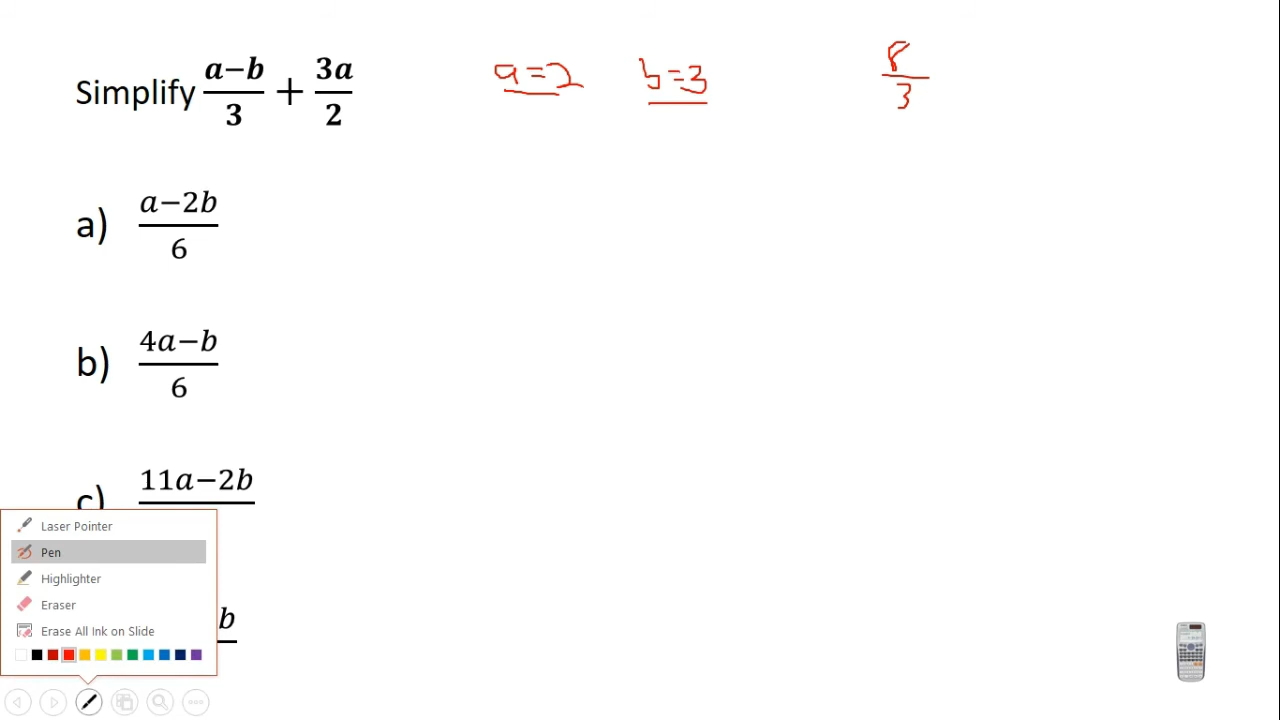 Simplify (a−b)/3 + 3a/2
a=2 b=3 8/3
a) (a−2b)/6
b) (4a−b)/6
c) 11a−2b
Laser Pointer
Pen
Highlighter
Eraser
Erase All Ink on Slide
b